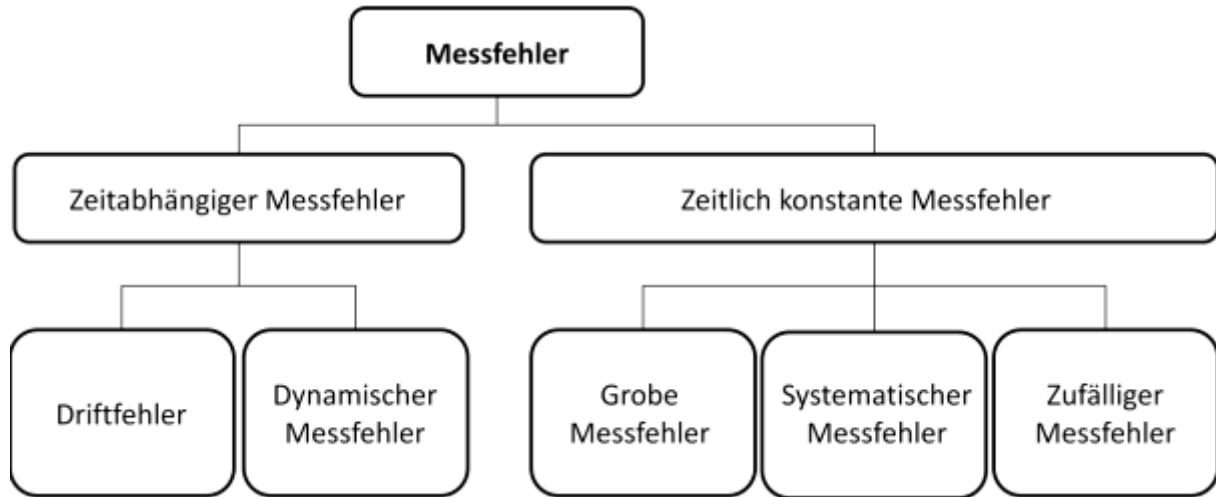 Messfehler
Zeitabhängiger Messfehler
Zeitlich konstante Messfehler
Driftfehler
Dynamischer
Messfehler
Grobe
Messfehler
Systematischer
Messfehler
Zufälliger
Messfehler